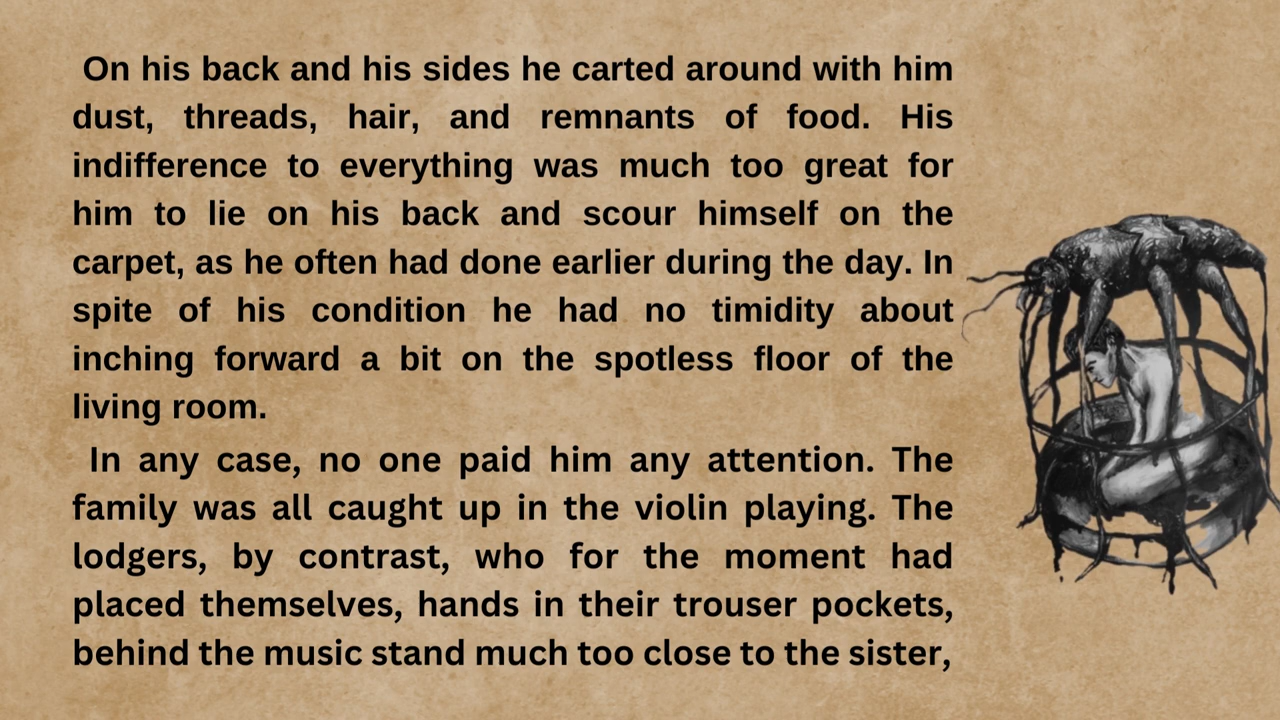 On his back and his sides he carted around with him
dust, threads, hair, and remnants of food. His
indifference to everything was much too great for
him to lie on his back and scour himself on the
carpet, as he often had done earlier during the day. In
spite of his condition he had no timidity about
inching forward a bit on the spotless floor of the
living room.
In any case, no one paid him any attention. The
family was all caught up in the violin playing. The
lodgers, by contrast, who for the moment had
placed themselves, hands in their trouser pockets,
behind the music stand much too close to the sister,